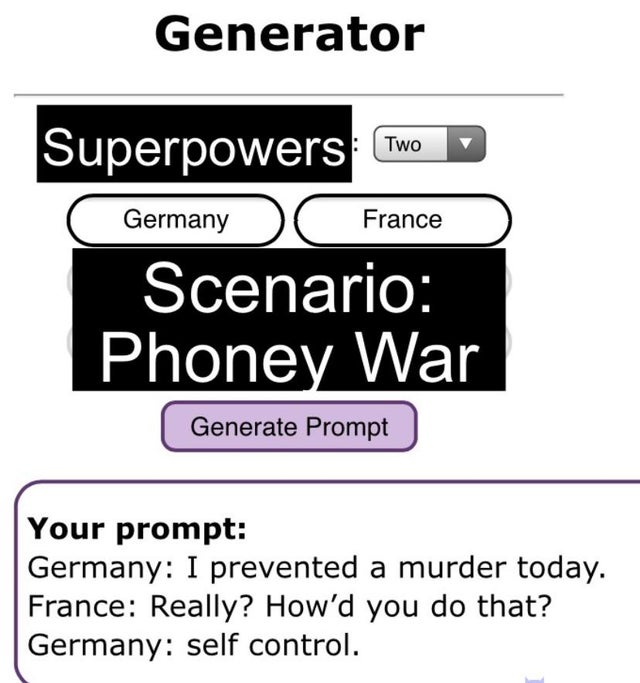 Generator
Superpowers: Two
Germany France
Scenario:
Phoney War
Generate Prompt
Your prompt:
Germany: I prevented a murder today.
France: Really? How'd you do that?
Germany: self control.